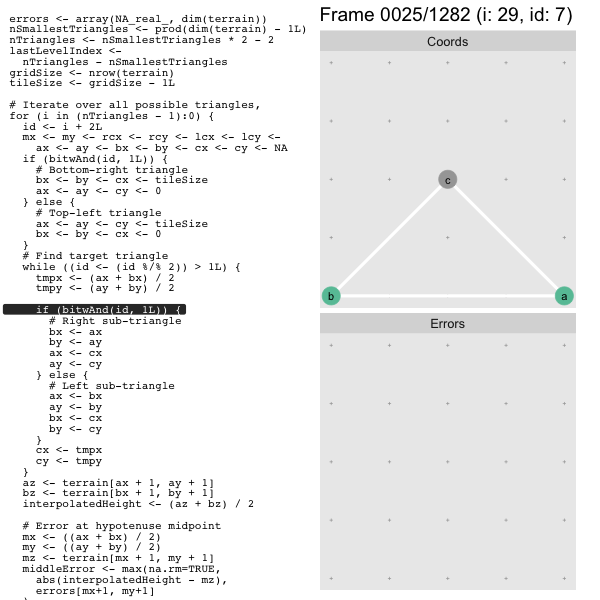 errors <- array(NA_real_, dim(terrain))
nSmallestTriangles <- prod(dim(terrain) - 1L)
nTriangles <- nSmallestTriangles * 2 - 2
lastLevelIndex <-
  nTriangles - nSmallestTriangles
gridSize <- nrow(terrain)
tileSize <- gridSize - 1L

# Iterate over all possible triangles,
for (i in (nTriangles - 1):0) {
  id <- i + 2L
  mx <- my <- rcx <- rcy <- lcx <- lcy <-
    ax <- ay <- bx <- by <- cx <- cy <- NA
  if (bitwAnd(id, 1L)) {
    # Bottom-right triangle
    bx <- by <- cx <- tileSize
    ax <- ay <- cy <- 0
  } else {
    # Top-left triangle
    ax <- ay <- cy <- tileSize
    bx <- by <- cx <- 0
  }
  # Find target triangle
  while ((id <- (id %/% 2)) > 1L) {
    tmpx <- (ax + bx) / 2
    tmpy <- (ay + by) / 2

    if (bitwAnd(id, 1L)) {
      # Right sub-triangle
      bx <- ax
      by <- ay
      ax <- cx
      ay <- cy
    } else {
      # Left sub-triangle
      ax <- bx
      ay <- by
      bx <- cx
      by <- cy
    }
    cx <- tmpx
    cy <- tmpy
  }
  az <- terrain[ax + 1, ay + 1]
  bz <- terrain[bx + 1, by + 1]
  interpolatedHeight <- (az + bz) / 2

  # Error at hypotenuse midpoint
  mx <- ((ax + bx) / 2)
  my <- ((ay + by) / 2)
  mz <- terrain[mx + 1, my + 1]
  middleError <- max(na.rm=TRUE,
    abs(interpolatedHeight - mz),
    errors[mx+1, my+1]
Frame 0025/1282 (i: 29, id: 7)
Coords
c
b
a
Errors